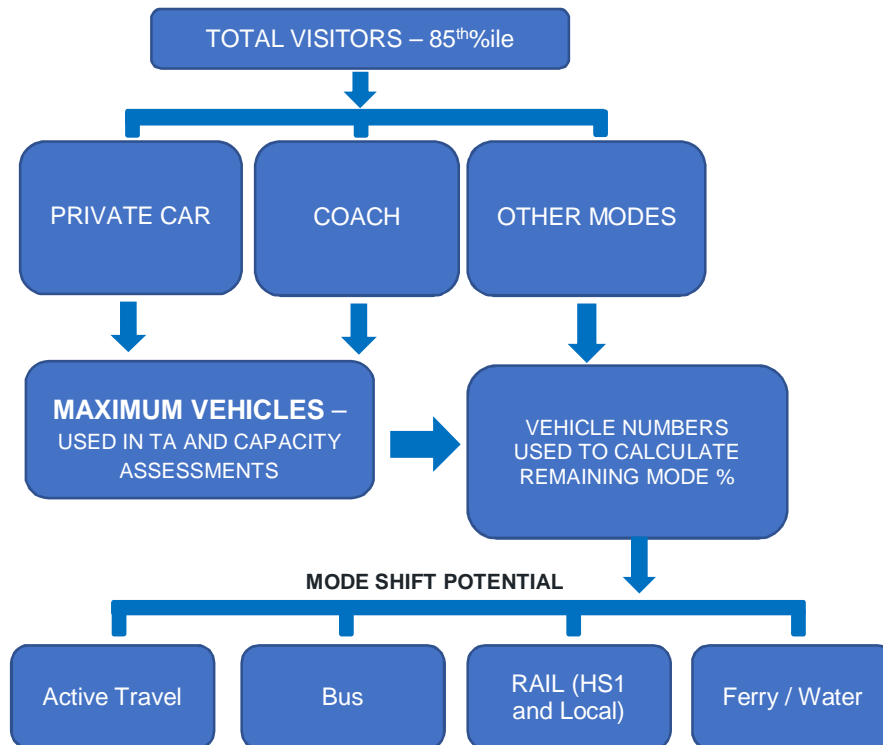 TOTAL VISITORS – 85th%ile
PRIVATE CAR
COACH
OTHER MODES
MAXIMUM VEHICLES –
USED IN TA AND CAPACITY
ASSESSMENTS
VEHICLE NUMBERS
USED TO CALCULATE
REMAINING MODE %
MODE SHIFT POTENTIAL
Active Travel
Bus
RAIL (HS1
and Local)
Ferry / Water